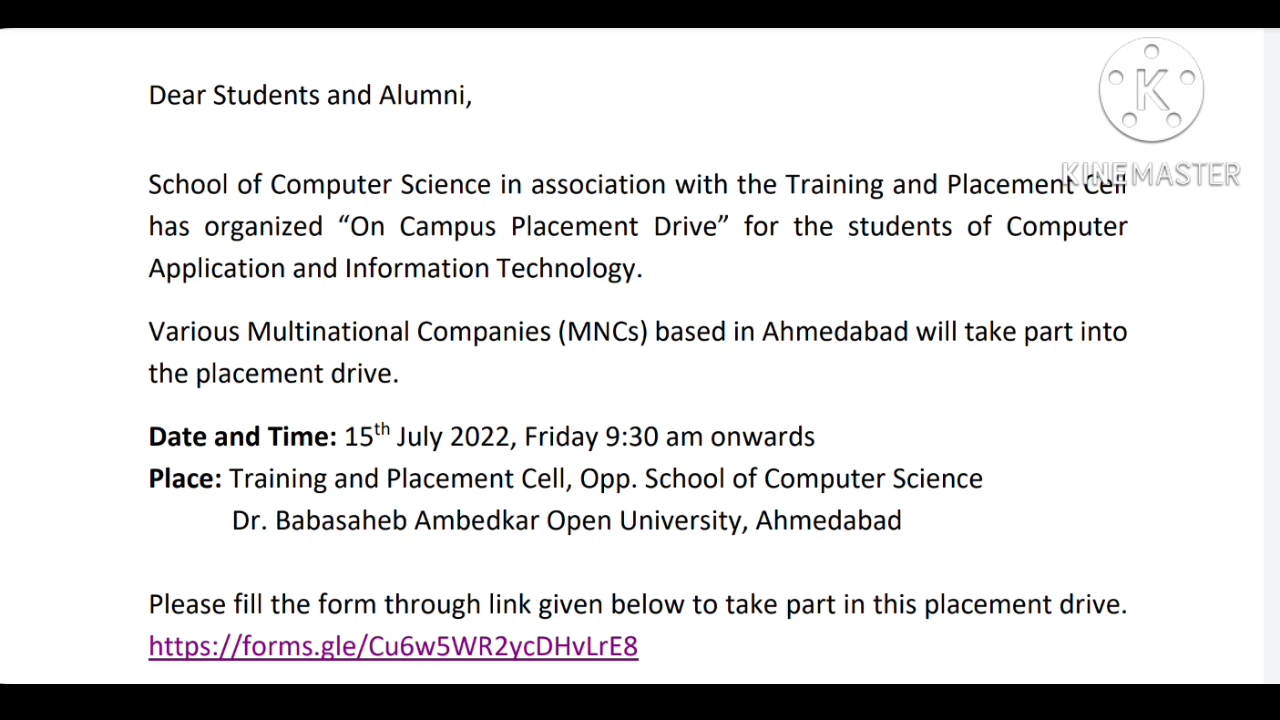 Dear Students and Alumni,
K
KINEMASTER
School of Computer Science in association with the Training and Placement Cell
has organized “On Campus Placement Drive” for the students of Computer
Application and Information Technology.
Various Multinational Companies (MNCs) based in Ahmedabad will take part into
the placement drive.
Date and Time: 15th July 2022, Friday 9:30 am onwards
Place: Training and Placement Cell, Opp. School of Computer Science
Dr. Babasaheb Ambedkar Open University, Ahmedabad
Please fill the form through link given below to take part in this placement drive.
https://forms.gle/Cu6w5WR2ycDHvLrE8